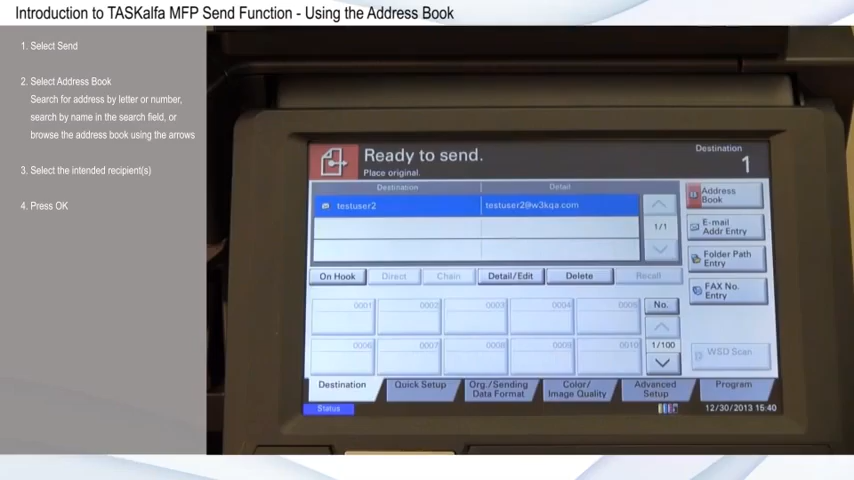 Introduction to TASKalfa MFP Send Function - Using the Address Book
1. Select Send
2. Select Address Book
Search for address by letter or number,
search by name in the search field, or
browse the address book using the arrows
3. Select the intended recipient(s)
4. Press OK
Ready to send.
Place original.
Destination
1
Destination Detail
testuser2 testuser2@w3kqa.com
1/1
Address
Book
E-mail
Addr Entry
Folder Path
Entry
FAX No.
Entry
WSD Scan
On Hook Direct Chain Detail/Edit Delete Recall
0001 0002 0003 0004 0005 No.
0006 0007 0008 0009 0010 1/100
Destination Quick Setup Org./Sending
Data Format Color/
Image Quality Advanced
Setup Program
Status 12/30/2013 15:40